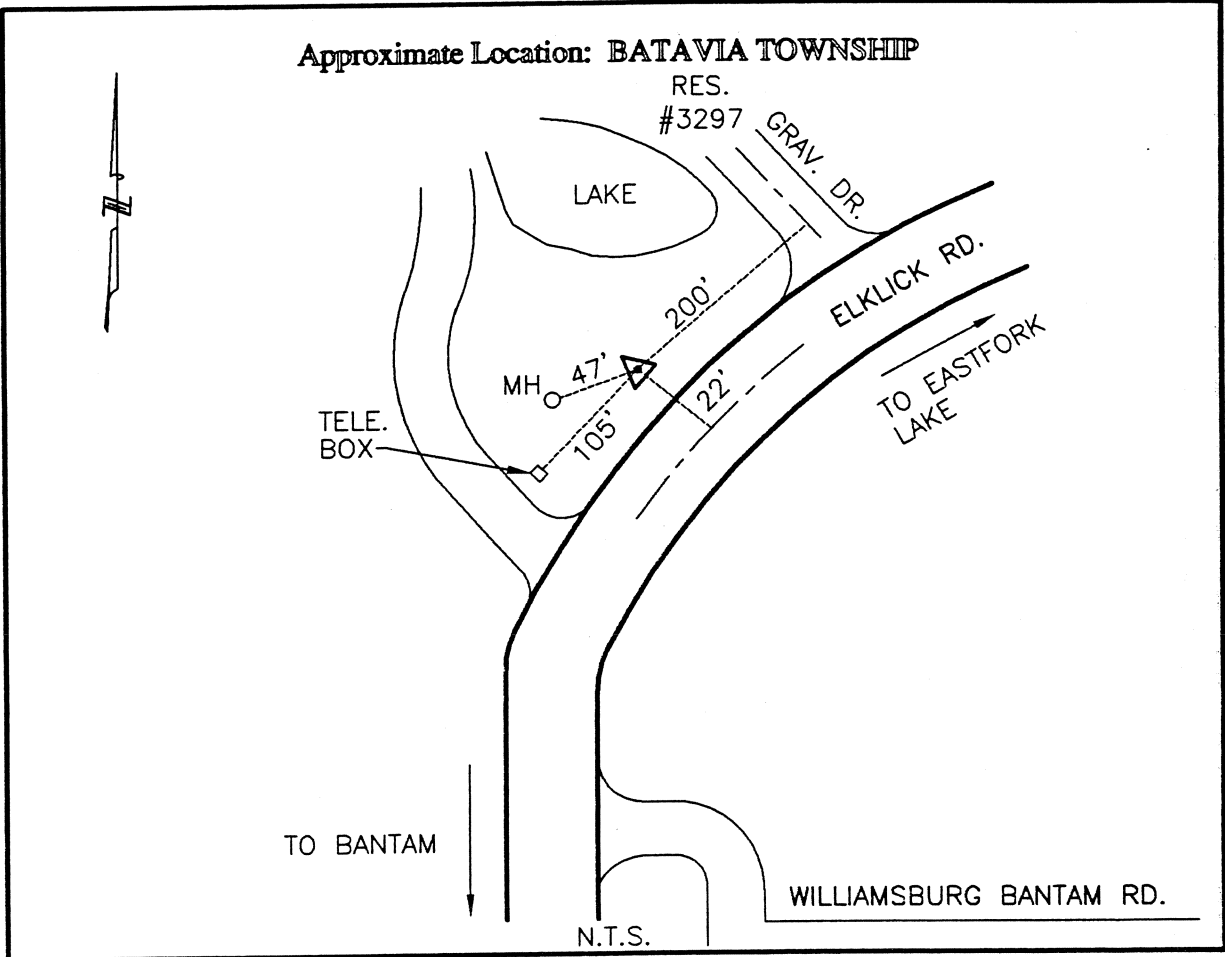 Approximate Location: BATAVIA TOWNSHIP
RES.
#3297
GRAV. DR.
LAKE
N
ELKLICK RD.
200'
TO EASTFORK
LAKE
MH
47'
22'
TELE.
BOX
105'
TO BANTAM
WILLIAMSBURG BANTAM RD.
N.T.S.